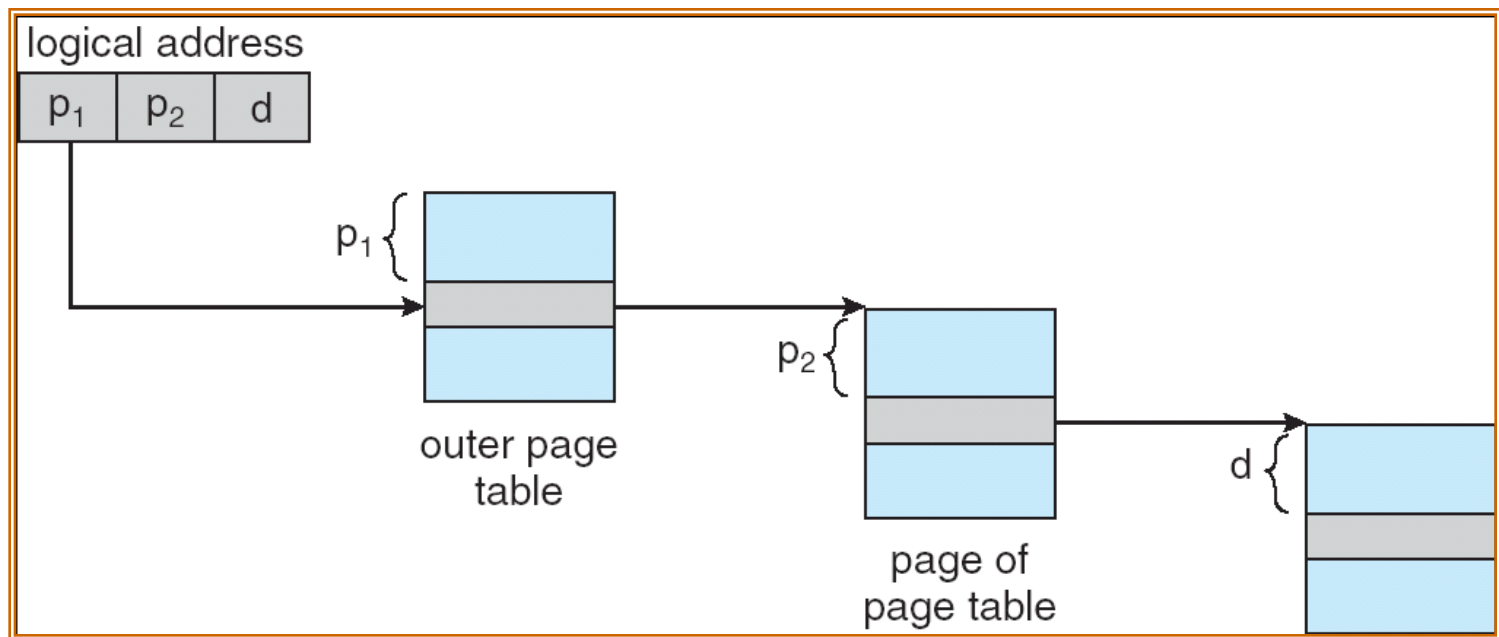 logical address
p₁ p₂ d
p₁
outer page
table
p₂
page of
page table
d